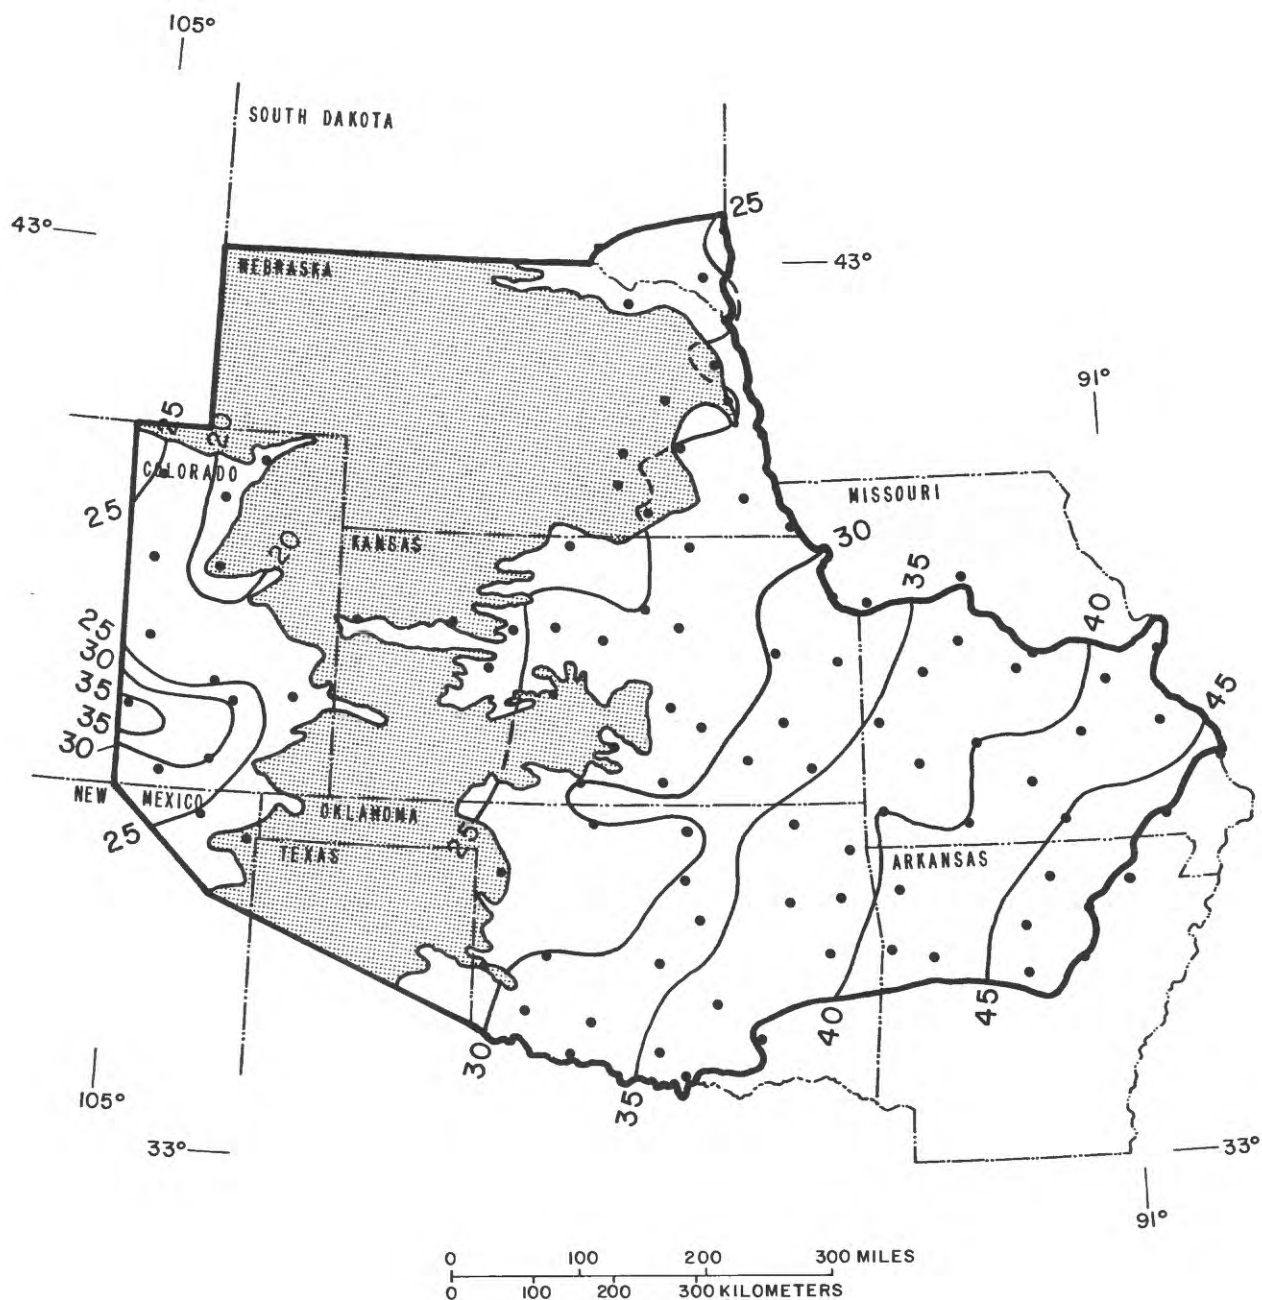 105°
SOUTH DAKOTA
25
43°
43°
NEBRASKA
91°
25
20
COLORADO
MISSOURI
25
30
KANSAS
20
35
40
25
30
35
45
35
30
NEW MEXICO
OKLAHOMA
25
25
TEXAS
ARKANSAS
40
45
30
35
105°
33°
33°
91°
0 100 200 300 MILES
0 100 200 300 KILOMETERS